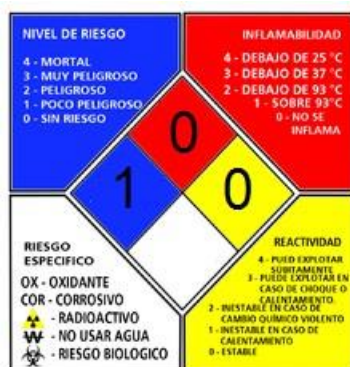 NIVEL DE RIESGO
4 - MORTAL
3 - MUY PELIGROSO
2 - PELIGROSO
1 - POCO PELIGROSO
0 - SIN RIESGO
INFLAMABILIDAD
4 - DEBAJO DE 25 °C
3 - DEBAJO DE 37 °C
2 - DEBAJO DE 93 °C
1 - SOBRE 93°C
0 - NO SE
INFLAMA
0
1
0
RIESGO
ESPECIFICO
OX - OXIDANTE
COR - CORROSIVO
- RADIOACTIVO
W - NO USAR AGUA
- RIESGO BIOLOGICO
REACTIVIDAD
4 - PUED EXPLOTAR
SÚBITAMENTE
3 - PUEDE EXPLOTAR EN
CASO DE CHOQUE O
CALENTAMIENTO.
2 - INESTABLE EN CASO DE
CAMBIO QUÍMICO VIOLENTO
1 - INESTABLE EN CASO DE
CALENTAMIENTO
0 - ESTABLE